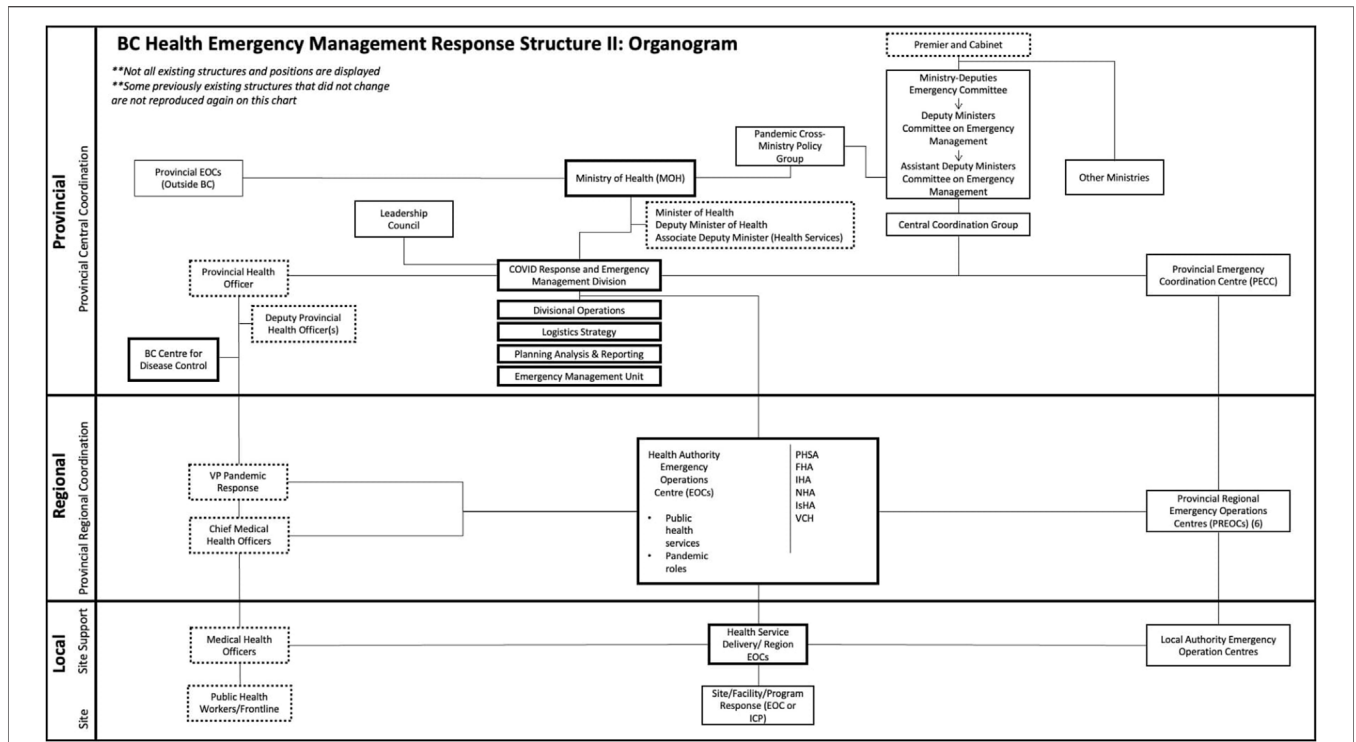 BC Health Emergency Management Response Structure II: Organogram
**Not all existing structures and positions are displayed
**Some previously existing structures that did not change
are not reproduced again on this chart
Premier and Cabinet
Ministry-Deputies
Emergency Committee
Deputy Ministers
Committee on Emergency
Management
Assistant Deputy Ministers
Committee on Emergency
Management
Pandemic Cross-
Ministry Policy
Group
Other Ministries
Provincial EOCs
(Outside BC)
Ministry of Health (MOH)
Central Coordination Group
Leadership
Council
Minister of Health
Deputy Minister of Health
Associate Deputy Minister (Health Services)
Provincial
Provincial Central Coordination
Provincial Health
Officer
COVID Response and Emergency
Management Division
Provincial Emergency
Coordination Centre (PECC)
Deputy Provincial
Health Officer(s)
Divisional Operations
Logistics Strategy
Planning Analysis & Reporting
Emergency Management Unit
BC Centre for
Disease Control
Regional
Provincial Regional Coordination
VP Pandemic
Response
Chief Medical
Health Officers
Health Authority
Emergency
Operations
Centre (EOCs)
• Public
health
services
• Pandemic
roles
PHSA
FHA
IHA
NHA
IsHA
VCH
Provincial Regional
Emergency Operations
Centres (PREOCs) (6)
Local
Site Support
Medical Health
Officers
Health Service
Delivery/ Region
EOCs
Local Authority Emergency
Operation Centres
Site
Public Health
Workers/Frontline
Site/Facility/Program
Response (EOC or
ICP)